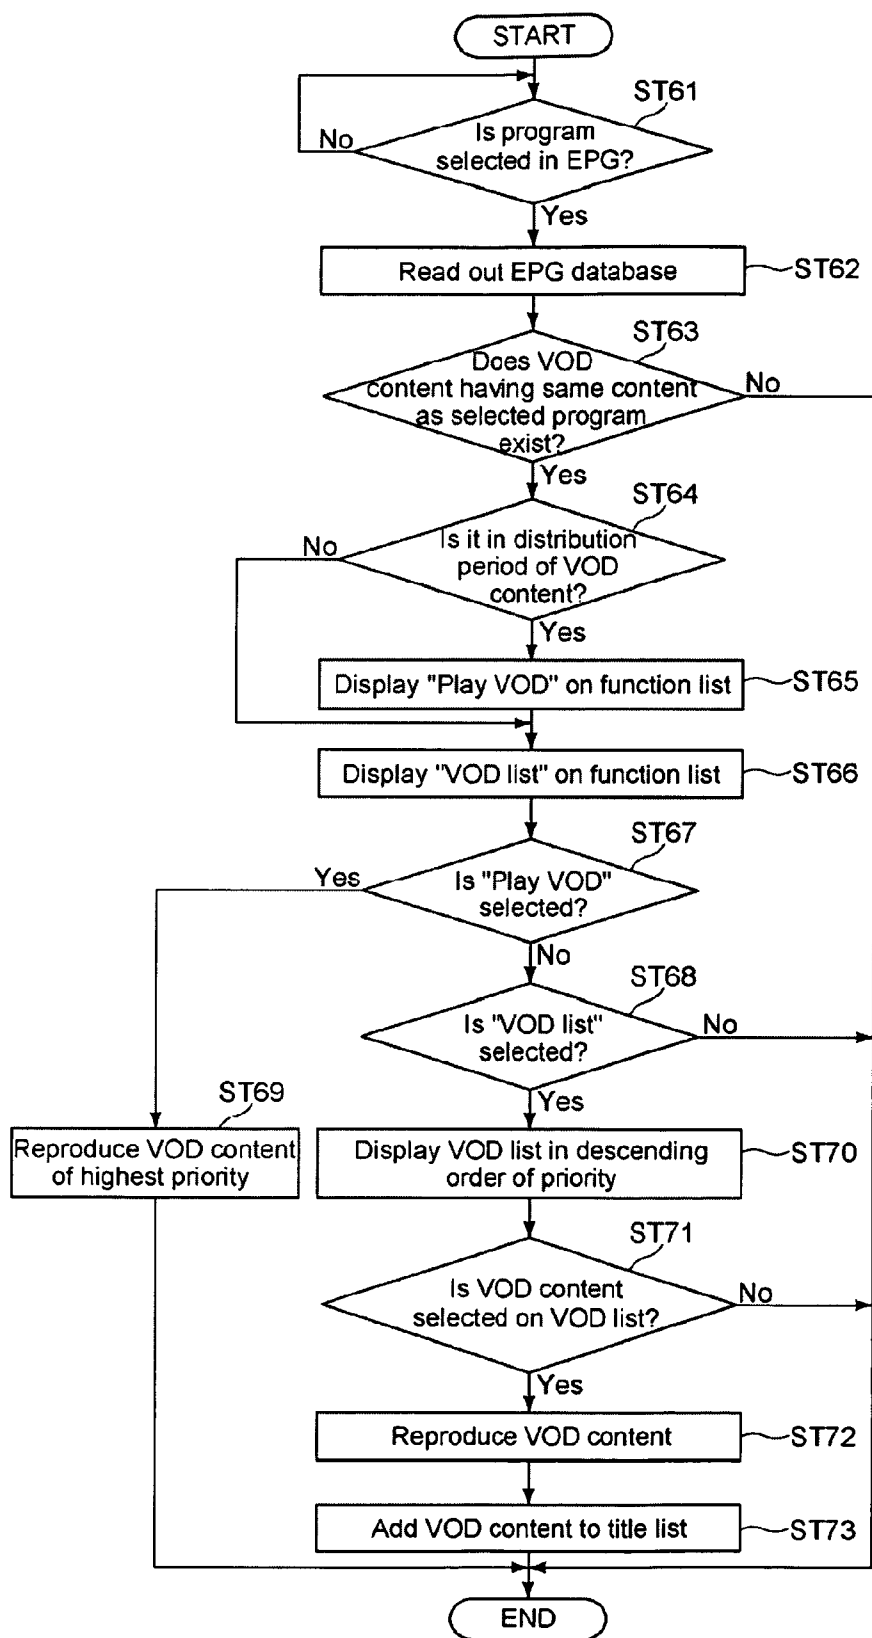 START
ST61
Is program
selected in EPG?
No
Yes
Read out EPG database
ST62
ST63
Does VOD
content having same content
as selected program
exist?
No
Yes
ST64
Is it in distribution
period of VOD
content?
No
Yes
Display "Play VOD" on function list
ST65
Display "VOD list" on function list
ST66
ST67
Is "Play VOD"
selected?
Yes
No
ST68
Is "VOD list"
selected?
No
Yes
ST69
Reproduce VOD content
of highest priority
Display VOD list in descending
order of priority
ST70
ST71
Is VOD content
selected on VOD list?
No
Yes
Reproduce VOD content
ST72
Add VOD content to title list
ST73
END